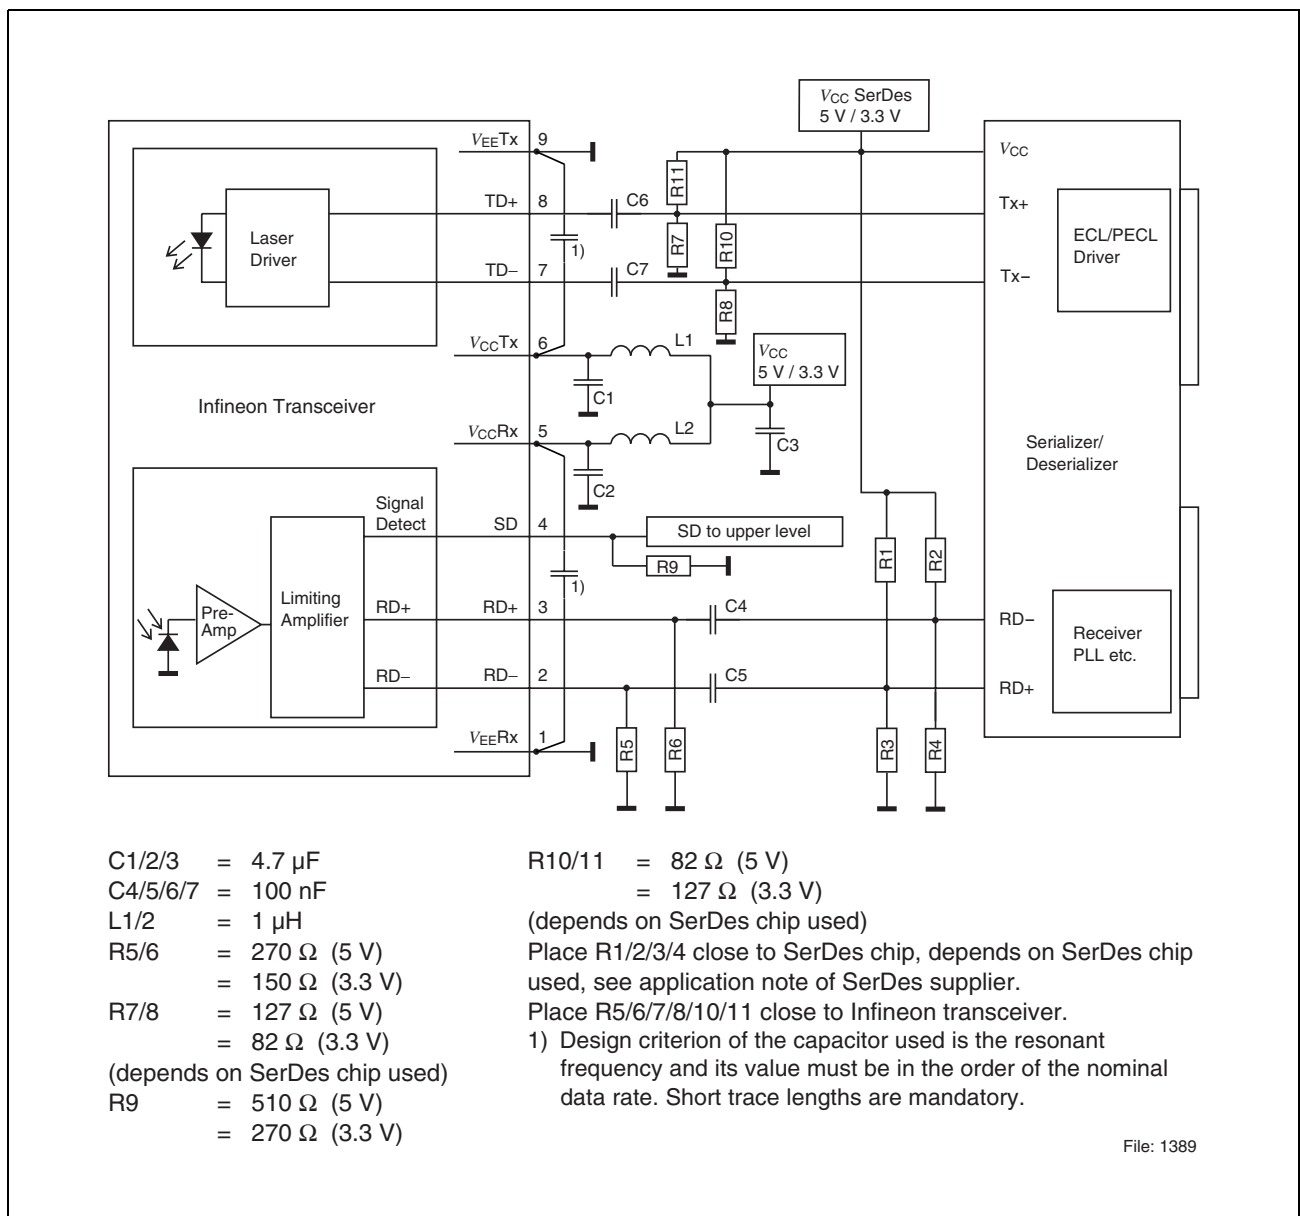 VCC SerDes
5 V / 3.3 V
VEETx 9
VCC
R11
TD+ 8
C6
Tx+
Laser
Driver
R7
R10
ECL/PECL
Driver
1)
TD− 7
C7
Tx−
R8
VCCTx 6
L1
VCC
5 V / 3.3 V
C1
Infineon Transceiver
VCCRx 5
L2
C3
Serializer/
Deserializer
C2
Signal
Detect
SD 4
SD to upper level
R9
R1
R2
1)
Pre-
Amp
Limiting
Amplifier
RD+
RD+ 3
C4
RD−
Receiver
PLL etc.
RD−
RD− 2
C5
RD+
VEERx 1
R5
R6
R3
R4
C1/2/3 = 4.7 µF
C4/5/6/7 = 100 nF
L1/2 = 1 µH
R5/6 = 270 Ω (5 V)
= 150 Ω (3.3 V)
R7/8 = 127 Ω (5 V)
= 82 Ω (3.3 V)
(depends on SerDes chip used)
R9 = 510 Ω (5 V)
= 270 Ω (3.3 V)
R10/11 = 82 Ω (5 V)
= 127 Ω (3.3 V)
(depends on SerDes chip used)
Place R1/2/3/4 close to SerDes chip, depends on SerDes chip
used, see application note of SerDes supplier.
Place R5/6/7/8/10/11 close to Infineon transceiver.
1) Design criterion of the capacitor used is the resonant
frequency and its value must be in the order of the nominal
data rate. Short trace lengths are mandatory.
File: 1389